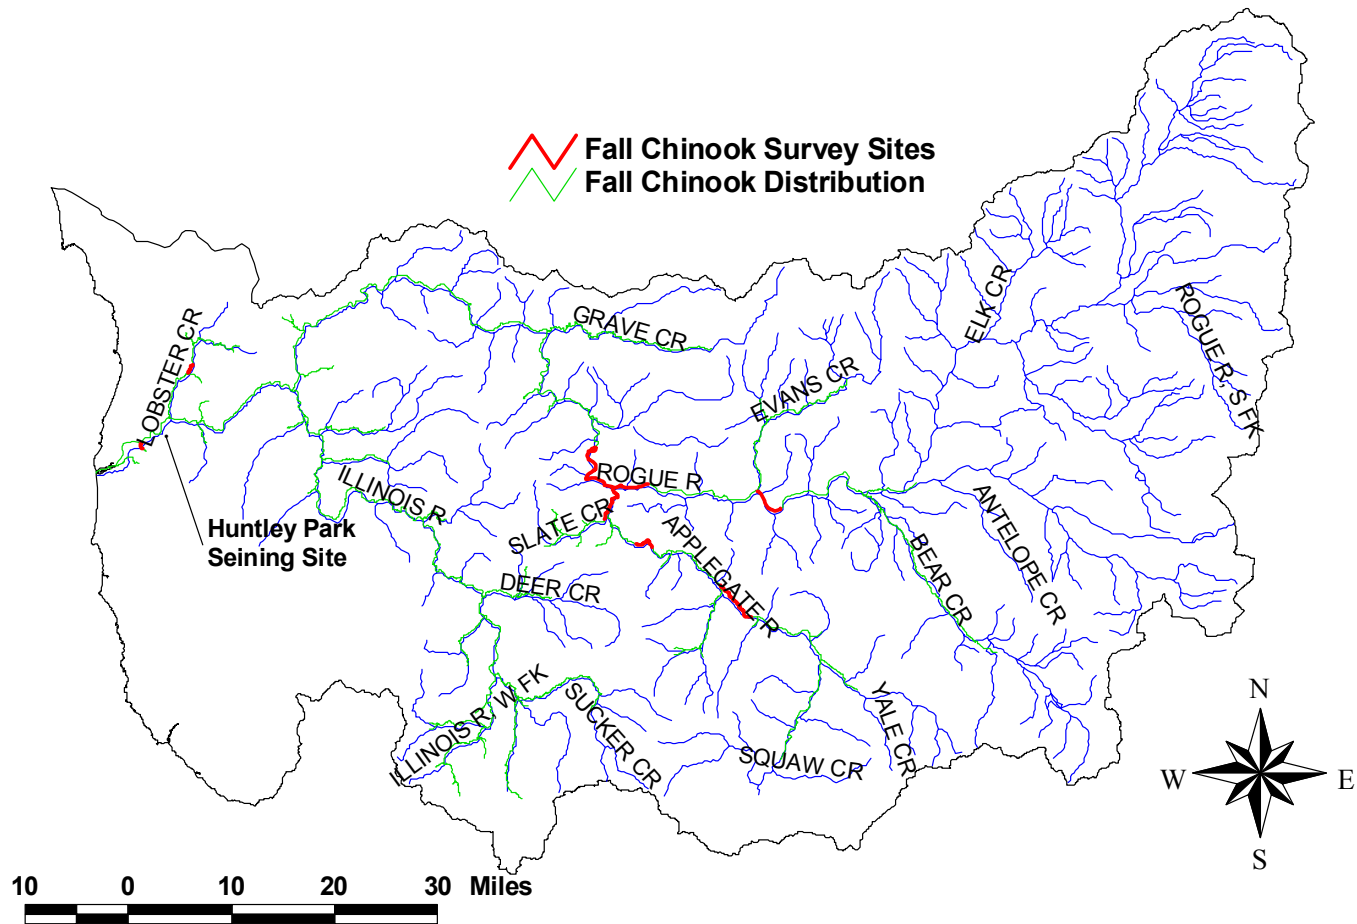 Fall Chinook Survey Sites
Fall Chinook Distribution
ELK CR
ROGUE R, S FK
LOBSTER CR
GRAVE CR
EVANS CR
ROGUE R
ILLINOIS R
SLATE CR
APPLEGATE R
ANTELOPE CR
BEAR CR
Huntley Park
Seining Site
DEER CR
ILLINOIS R, W FK
SUCKER CR
SQUAW CR
YALE CR
N
W
E
S
10 0 10 20 30 Miles